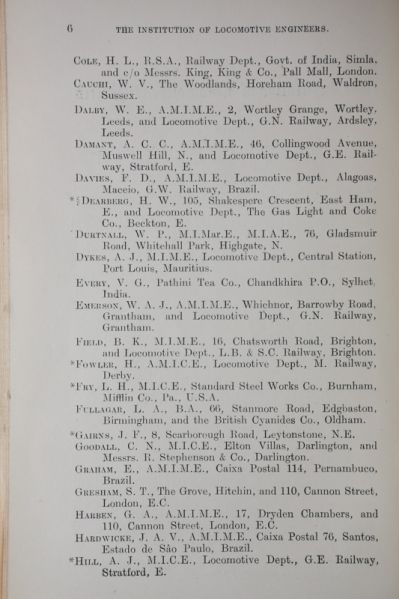 6 THE INSTITUTION OF LOCOMOTIVE ENGINEERS.
COLE, H. L., R.S.A., Railway Dept., Govt. of India, Simla,
and c/o Messrs. King, King & Co., Pall Mall, London.
CACCHI, W. V., The Woodlands, Horeham Road, Waldron,
Sussex.
DALBY, W. E., A.M.I.M.E., 2, Wortley Grange, Wortley,
Leeds, and Locomotive Dept., G.N. Railway, Ardsley,
Leeds.
DAMANT, A. C. C., A.M.I.M.E., 46, Collingwood Avenue,
Muswell Hill, N., and Locomotive Dept., G.E. Rail-
way, Stratford, E.
DAVIES, F. D., A.M.I.M.E., Locomotive Dept., Alagoas,
Maceio, G.W. Railway, Brazil.
*‡DEARBERG, H. W., 105, Shakespere Crescent, East Ham,
E., and Locomotive Dept., The Gas Light and Coke
Co., Beckton, E.
DURTNALL, W. P., M.I.Mar.E., M.I.A.E., 76, Gladsmuir
Road, Whitehall Park, Highgate, N.
DYKES, A. J., M.I.M.E., Locomotive Dept., Central Station,
Port Louis, Mauritius.
EVERY, V. G., Pathini Tea Co., Chandkhira P.O., Sylhet,
India.
EMERSON, W. A. J., A.M.I.M.E., Whichnor, Barrowby Road,
Grantham, and Locomotive Dept., G.N. Railway,
Grantham.
FIELD, B. K., M.I.M.E., 16, Chatsworth Road, Brighton,
and Locomotive Dept., L.B. & S.C. Railway, Brighton.
*FOWLER, H., A.M.I.C.E., Locomotive Dept., M. Railway,
Derby.
*FRY, L. H., M.I.C.E., Standard Steel Works Co., Burnham,
Mifflin Co., Pa., U.S.A.
FULLAGAR, L. A., B.A., 66, Stanmore Road, Edgbaston,
Birmingham, and the British Cyanides Co., Oldham.
*GAIRNS, J. F., 8, Scarborough Road, Leytonstone, N.E.
GOODALL, C. N., M.I.C.E., Elton Villas, Darlington, and
Messrs. R. Stephenson & Co., Darlington.
GRAHAM, E., A.M.I.M.E., Caixa Postal 114, Pernambuco,
Brazil.
GRESHAM, S. T., The Grove, Hitchin, and 110, Cannon Street,
London, E.C.
HARBEN, G. A., A.M.I.M.E., 17, Dryden Chambers, and
110, Cannon Street, London, E.C.
HARDWICKE, J. A. V., A.M.I.M.E., Caixa Postal 76, Santos,
Estado de São Paulo, Brazil.
*HILL, A. J., M.I.C.E., Locomotive Dept., G.E. Railway,
Stratford, E.